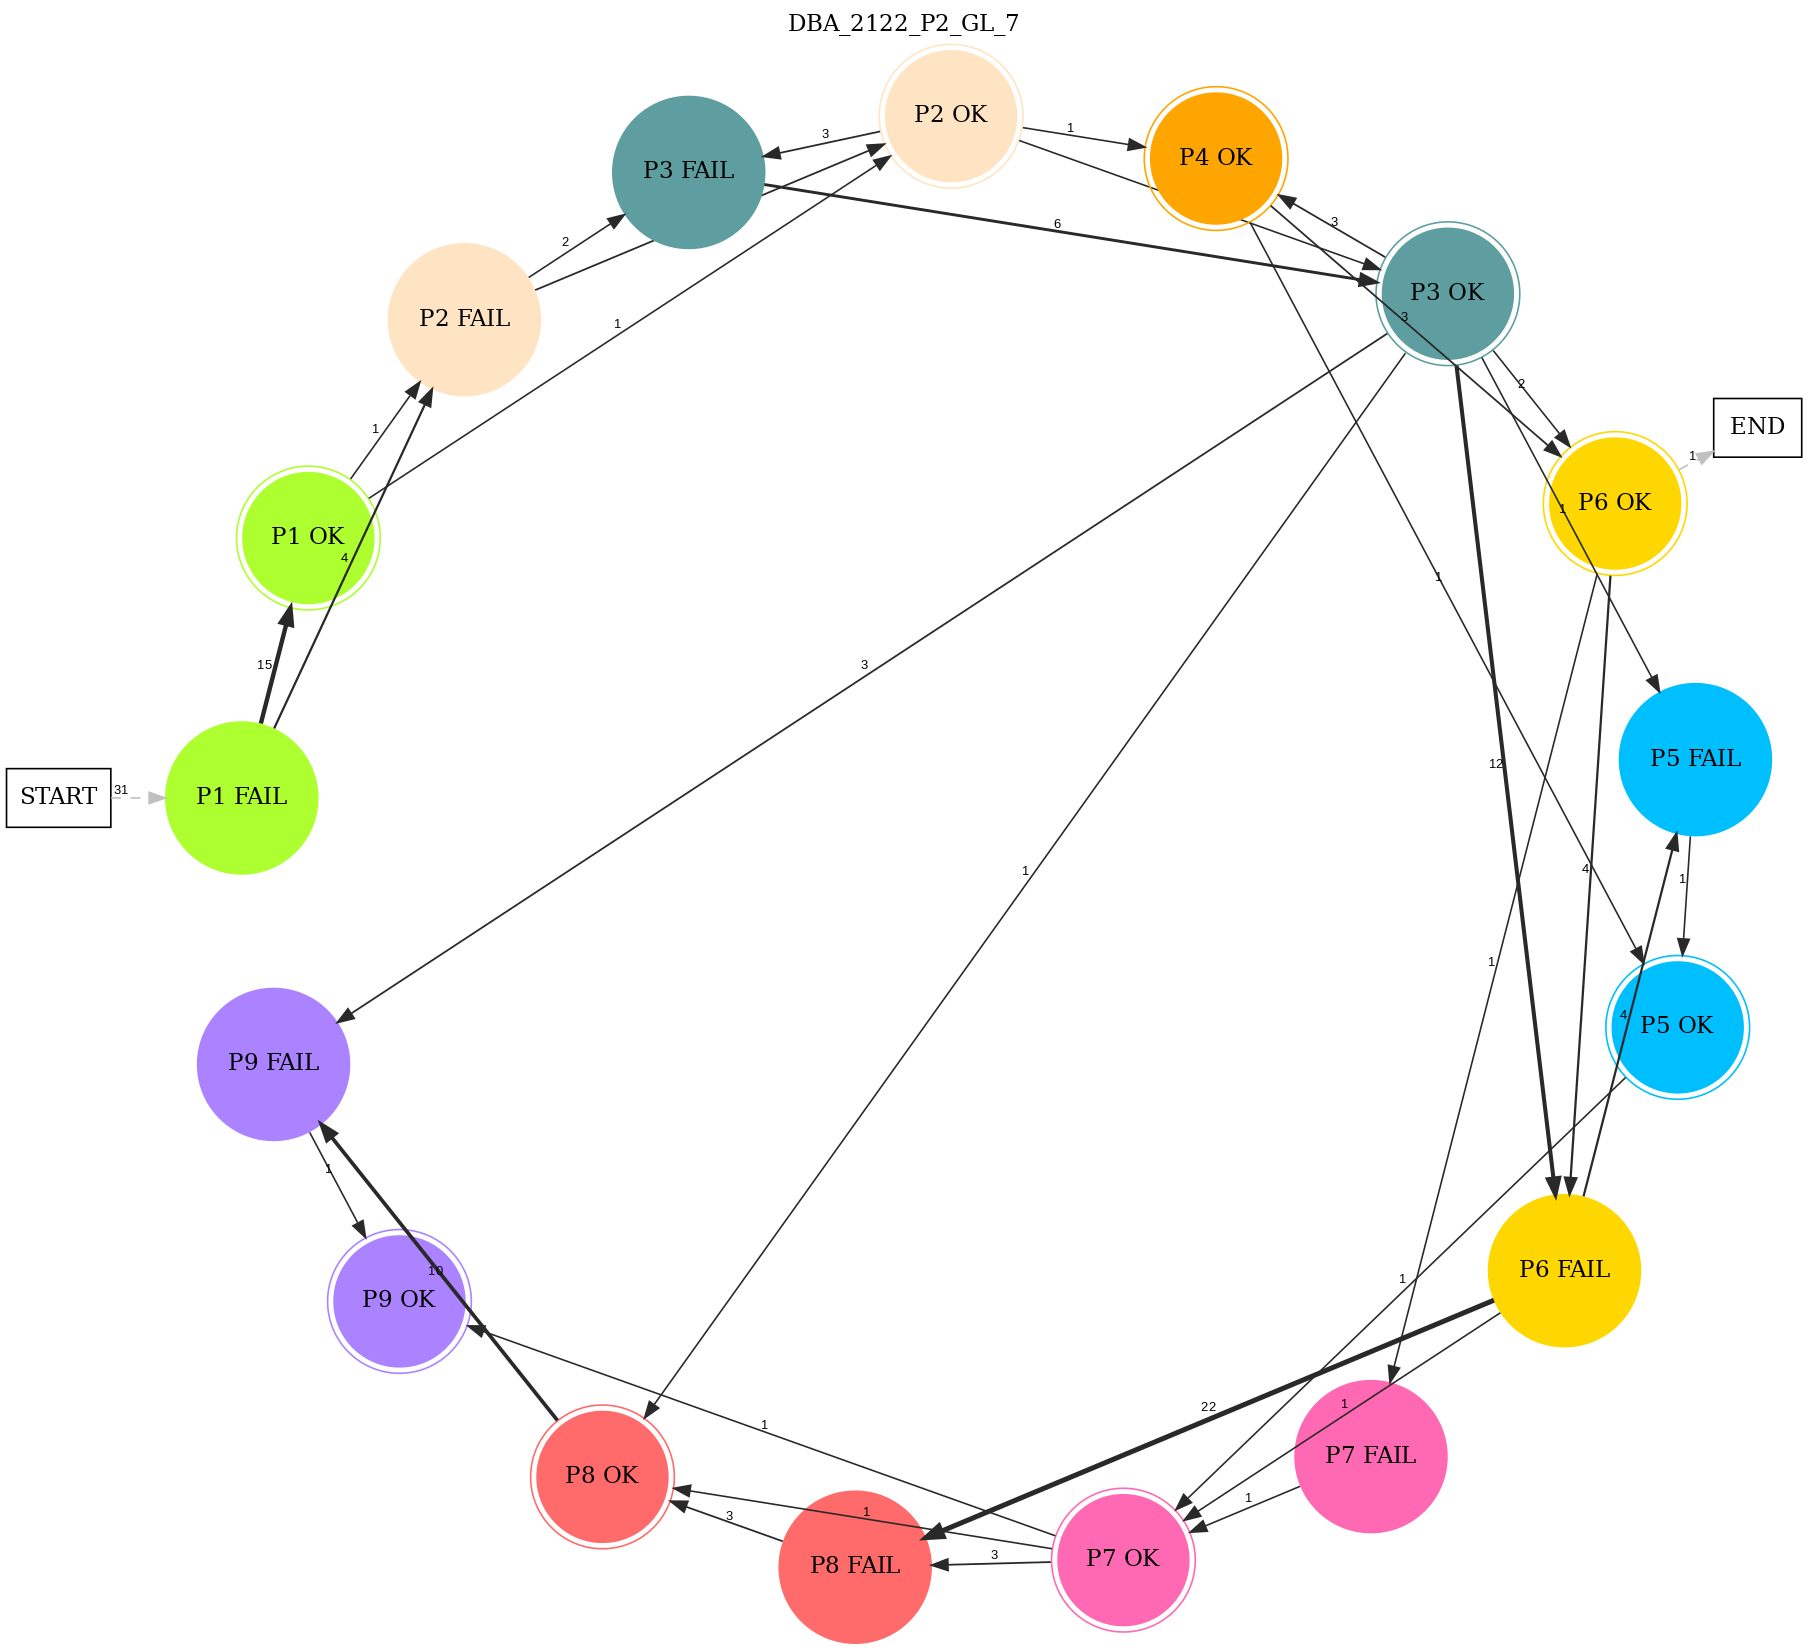 DBA_2122_P2_GL_7
P2 OK
P4 OK
P3 FAIL
P3 OK
P2 FAIL
END
P6 OK
P1 OK
P5 FAIL
START
P1 FAIL
P5 OK
P9 FAIL
P6 FAIL
P9 OK
P7 FAIL
P8 OK
P7 OK
P8 FAIL
3
1
3
6
2
3
1
2
1
1
1
4
1
15
3
12
31
4
1
1
1
4
1
10
1
1
22
1
1
1
3
3